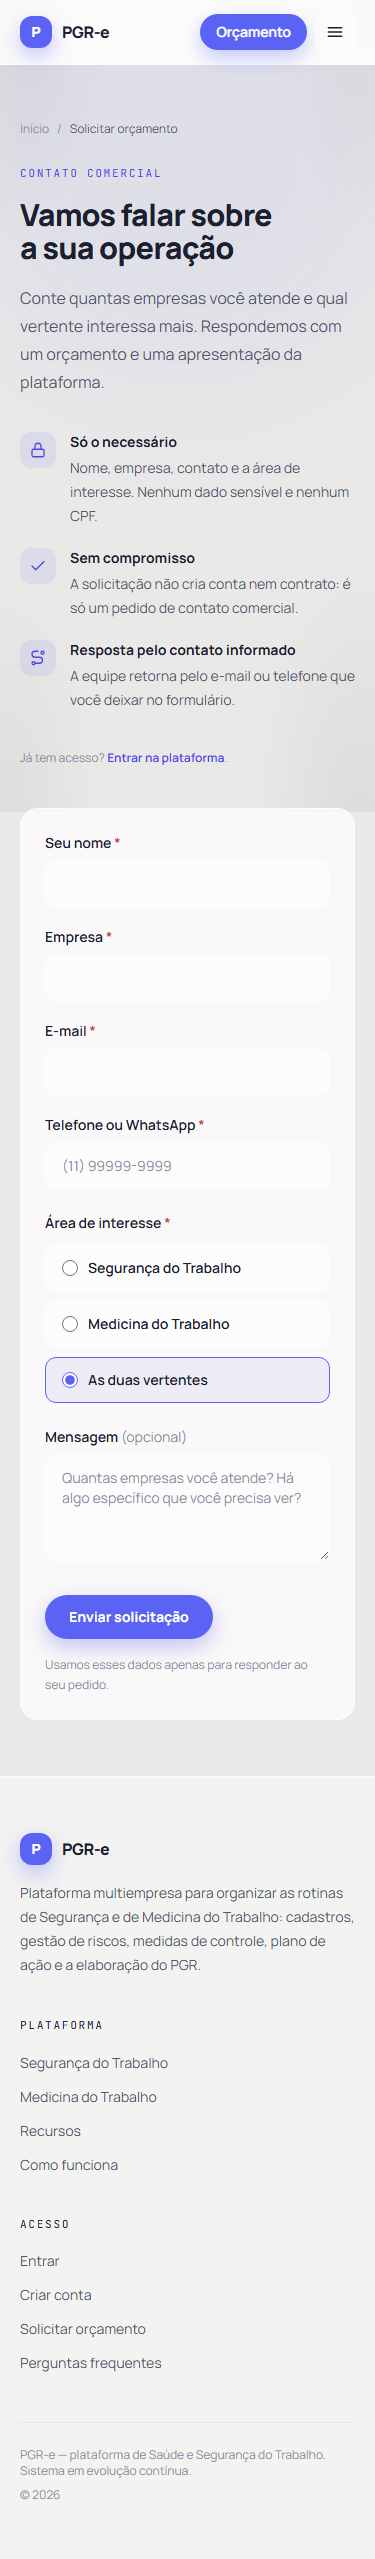 P PGR-e Orçamento
Início / Solicitar orçamento
CONTATO COMERCIAL
Vamos falar sobre
a sua operação
Conte quantas empresas você atende e qual
vertente interessa mais. Respondemos com
um orçamento e uma apresentação da
plataforma.
Só o necessário
Nome, empresa, contato e a área de
interesse. Nenhum dado sensível e nenhum
CPF.
Sem compromisso
A solicitação não cria conta nem contrato: é
só um pedido de contato comercial.
Resposta pelo contato informado
A equipe retorna pelo e-mail ou telefone que
você deixar no formulário.
Já tem acesso? Entrar na plataforma.
Seu nome *
Empresa *
E-mail *
Telefone ou WhatsApp *
(11) 99999-9999
Área de interesse *
Segurança do Trabalho
Medicina do Trabalho
As duas vertentes
Mensagem (opcional)
Quantas empresas você atende? Há
algo específico que você precisa ver?
Enviar solicitação
Usamos esses dados apenas para responder ao
seu pedido.
P PGR-e
Plataforma multiempresa para organizar as rotinas
de Segurança e de Medicina do Trabalho: cadastros,
gestão de riscos, medidas de controle, plano de
ação e a elaboração do PGR.
PLATAFORMA
Segurança do Trabalho
Medicina do Trabalho
Recursos
Como funciona
ACESSO
Entrar
Criar conta
Solicitar orçamento
Perguntas frequentes
PGR-e — plataforma de Saúde e Segurança do Trabalho.
Sistema em evolução contínua.
© 2026